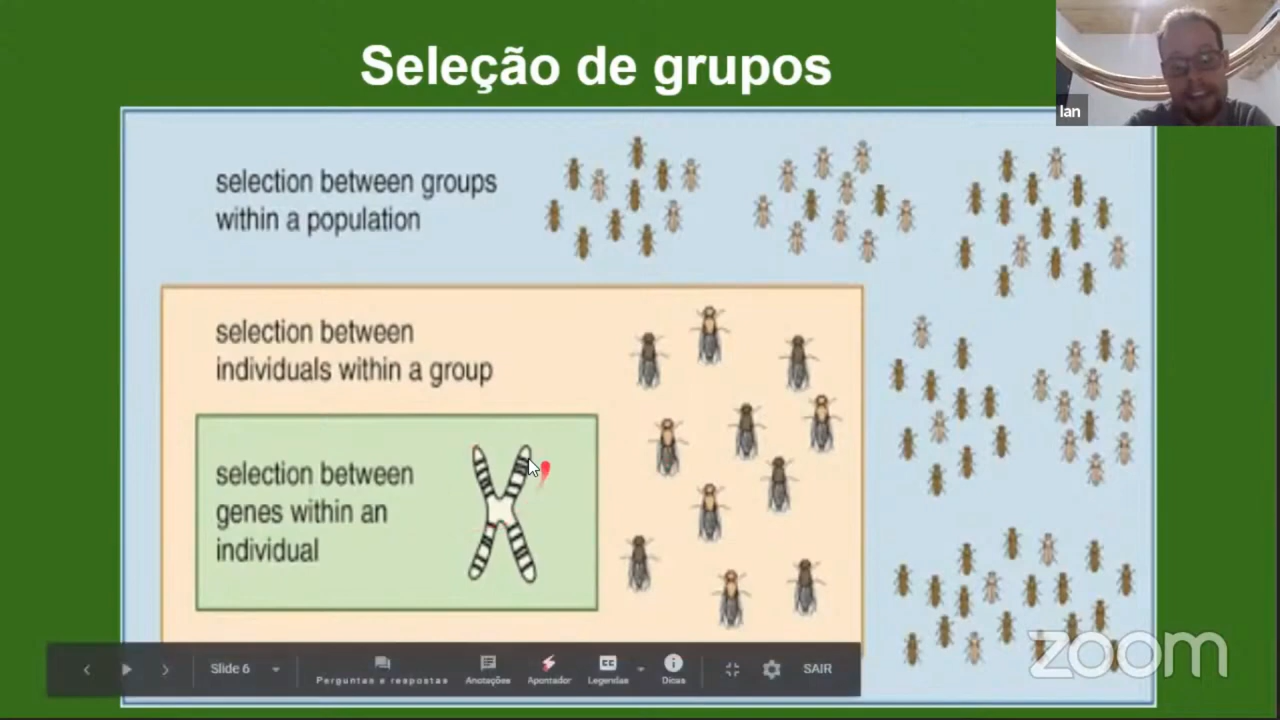 Seleção de grupos
Ian
selection between groups
within a population
selection between
individuals within a group
selection between
genes within an
individual
Slide 6
Perguntas e respostas
Anotações
Apontador
CC
Legendas
Dicas
SAIR
zoom